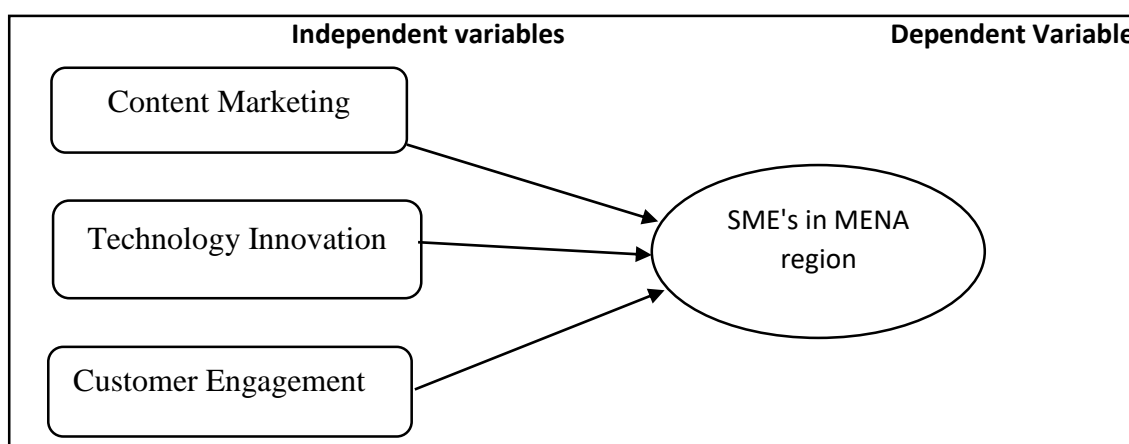 Independent variables
Dependent Variable
Content Marketing
Technology Innovation
SME's in MENA
region
Customer Engagement